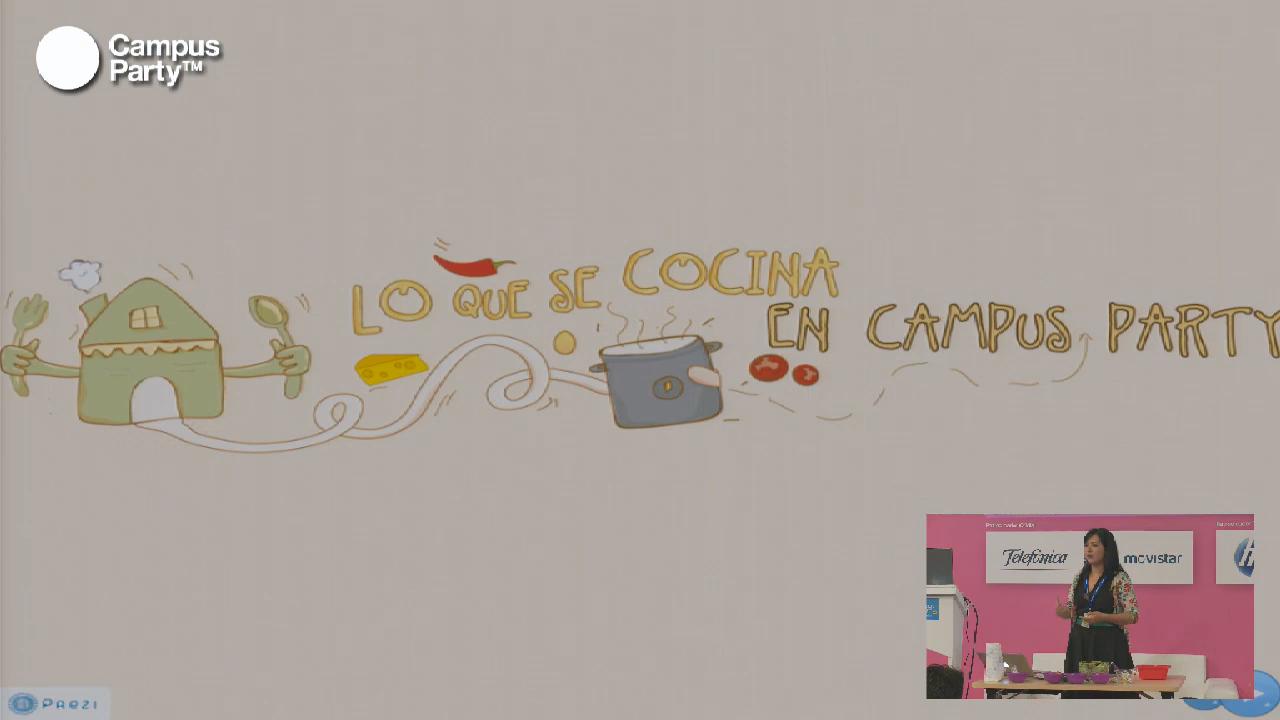 Campus
Party™
LO QUE SE COCINA
EN CAMPUS PARTY
Telefónica
movistar
Prezi